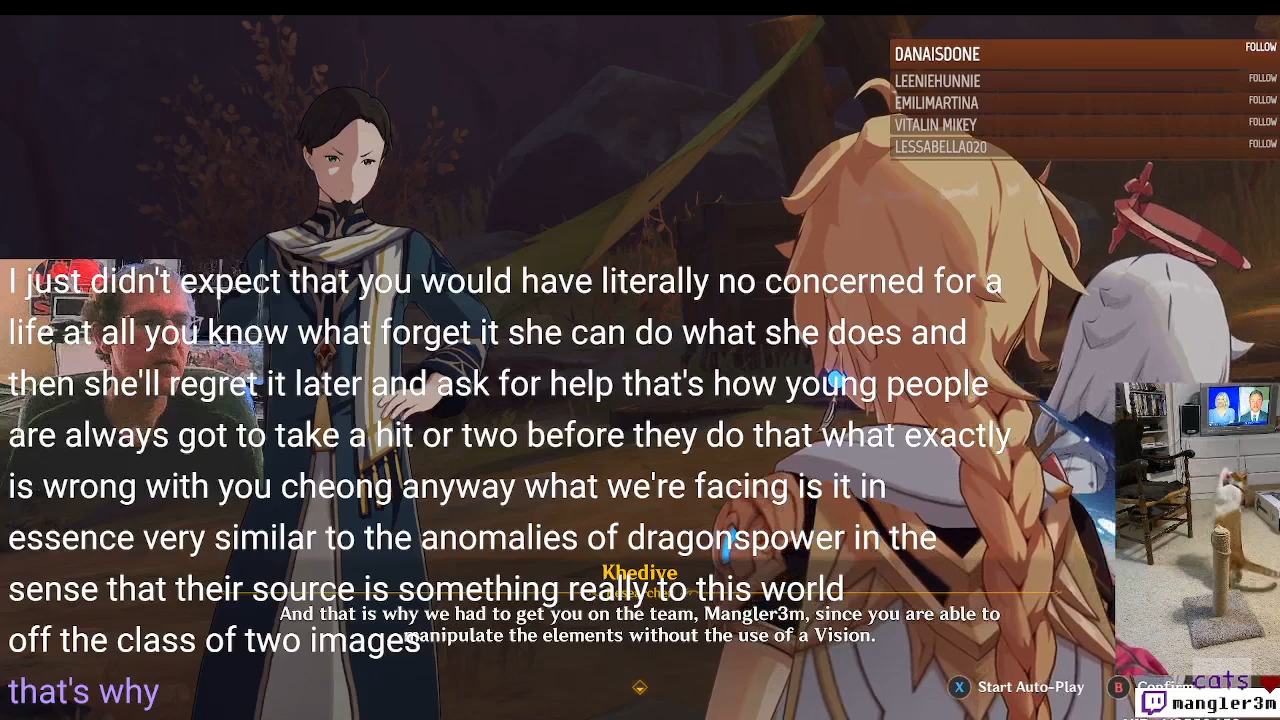 DANAISDONE FOLLOW
LEENIEHUNNIE FOLLOW
EMILIMARTINA FOLLOW
VITALIN MIKEY FOLLOW
LESSABELLA020 FOLLOW
I just didn't expect that you would have literally no concerned for a
life at all you know what forget it she can do what she does and
then she'll regret it later and ask for help that's how young people
are always got to take a hit or two before they do that what exactly
is wrong with you cheong anyway what we're facing is it in
essence very similar to the anomalies of dragonspower in the
sense that their source is something really to this world
off the class of two images
that's why
Khedive
And that is why we had to get you on the team, Mangler3m, since you are able to
manipulate the elements without the use of a Vision.
X Start Auto-Play B Confirm
cats
mangler3m